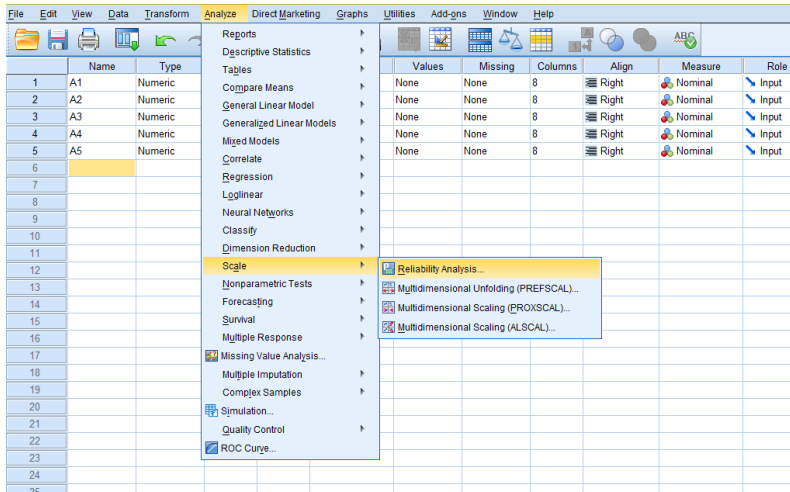 File Edit View Data Transform Analyze Direct Marketing Graphs Utilities Add-ons Window Help
Name Type Values Missing Columns Align Measure Role
1 A1 Numeric None None 8 Right Nominal Input
2 A2 Numeric None None 8 Right Nominal Input
3 A3 Numeric None None 8 Right Nominal Input
4 A4 Numeric None None 8 Right Nominal Input
5 A5 Numeric None None 8 Right Nominal Input
6
7
8
9
10
11
12
13
14
15
16
17
18
19
20
21
22
23
24
25
Reports
Descriptive Statistics
Tables
Compare Means
General Linear Model
Generalized Linear Models
Mixed Models
Correlate
Regression
Loglinear
Neural Networks
Classify
Dimension Reduction
Scale
Nonparametric Tests
Forecasting
Survival
Multiple Response
Missing Value Analysis...
Multiple Imputation
Complex Samples
Simulation...
Quality Control
ROC Curve...
Reliability Analysis...
Multidimensional Unfolding (PREFSCAL)...
Multidimensional Scaling (PROXSCAL)...
Multidimensional Scaling (ALSCAL)...
A
ABC